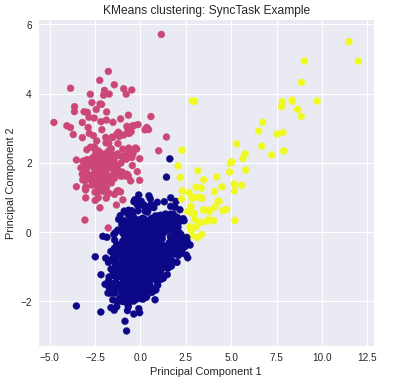 KMeans clustering: SyncTask Example
6
4
2
0
−2
Principal Component 2
−5.0 −2.5 0.0 2.5 5.0 7.5 10.0 12.5
Principal Component 1